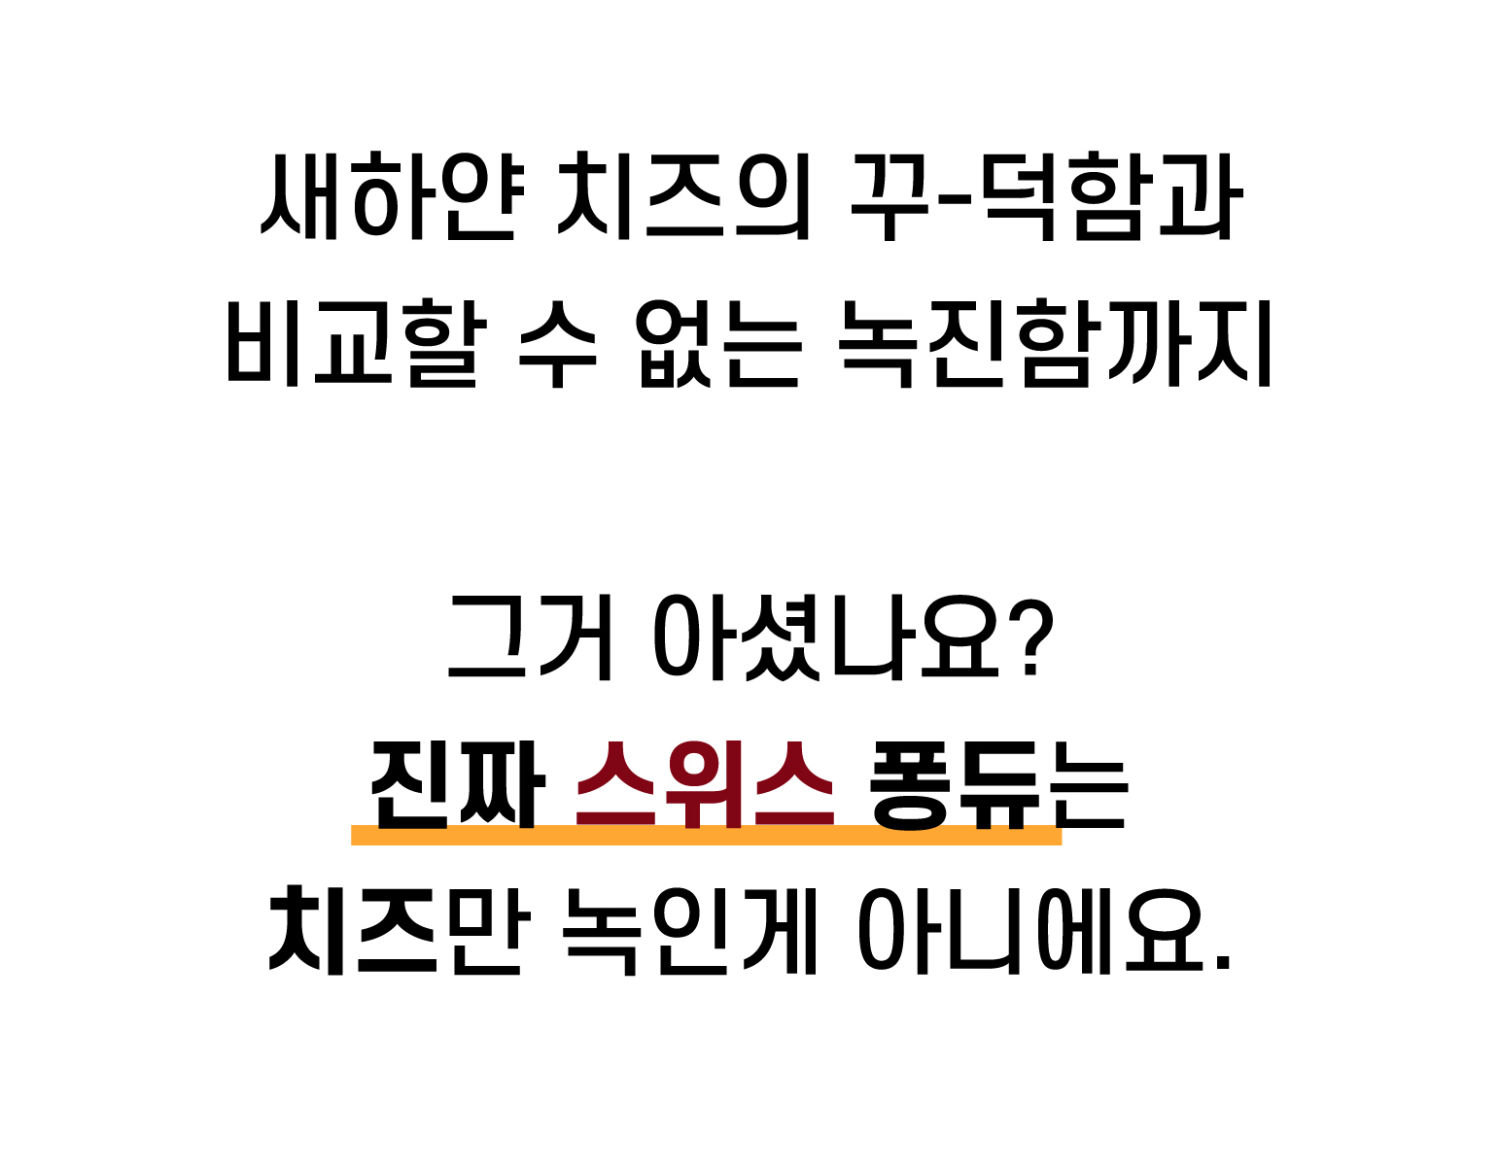 새하얀 치즈의 꾸-덕함과
비교할 수 없는 녹진함까지
그거 아셨나요?
진짜 스위스 퐁듀는
치즈만 녹인게 아니에요.